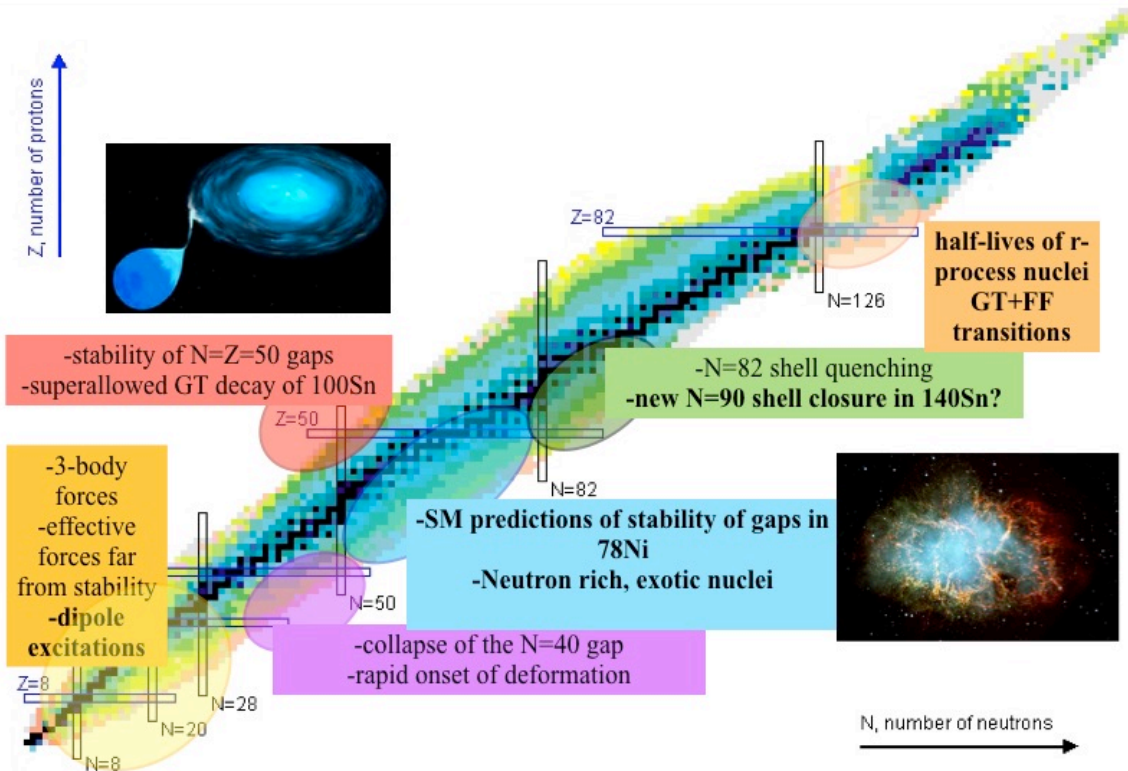 Z, number of protons
Z=82
N=126
half-lives of r-
process nuclei
GT+FF
transitions
-stability of N=Z=50 gaps
-superallowed GT decay of 100Sn
-N=82 shell quenching
-new N=90 shell closure in 140Sn?
Z=50
N=82
-3-body
forces
-effective
forces far
from stability
-dipole
excitations
-SM predictions of stability of gaps in
78Ni
-Neutron rich, exotic nuclei
N=50
-collapse of the N=40 gap
-rapid onset of deformation
Z=8
N=28
N=20
N=8
N, number of neutrons